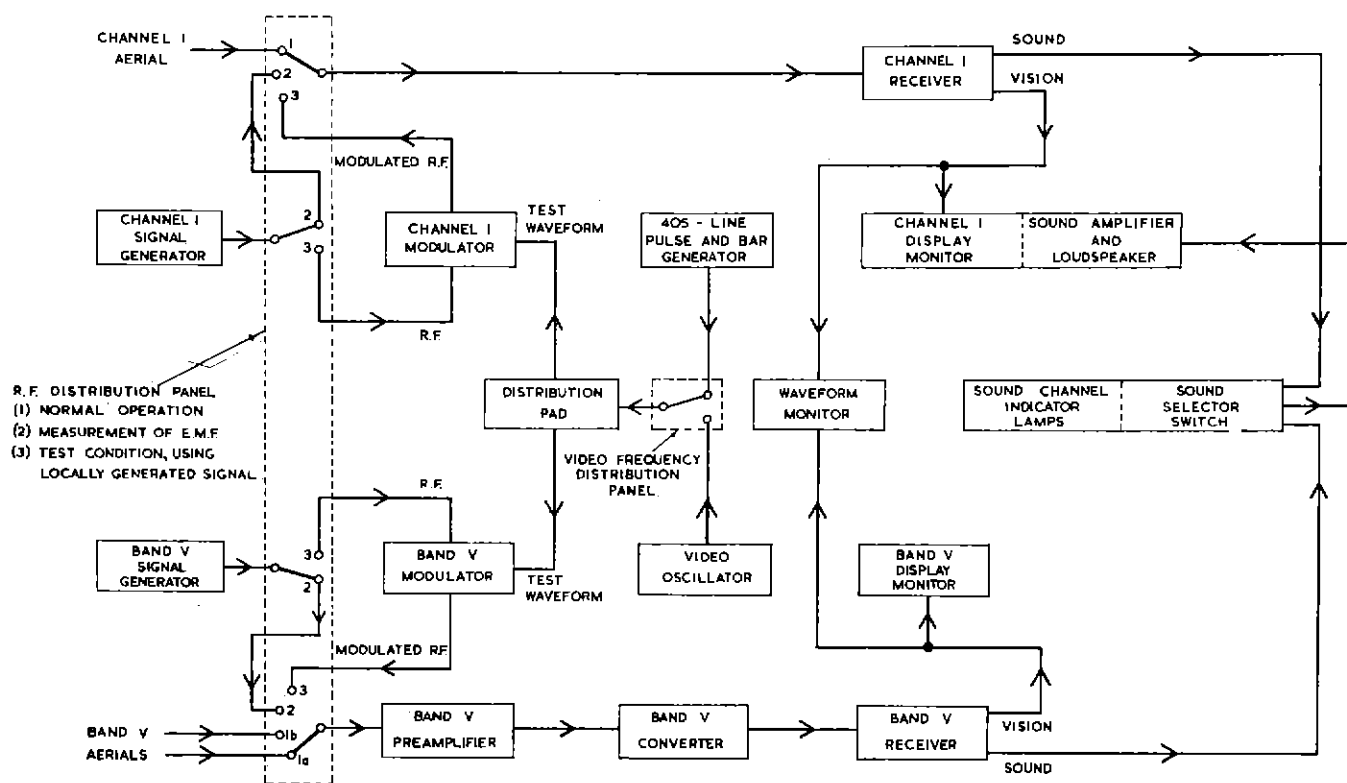 CHANNEL I
AERIAL
1
2
3
SOUND
CHANNEL I
RECEIVER
VISION
MODULATED R.F.
CHANNEL I
SIGNAL
GENERATOR
2
3
CHANNEL I
MODULATOR
TEST
WAVEFORM
405 - LINE
PULSE AND BAR
GENERATOR
CHANNEL I
DISPLAY
MONITOR
SOUND AMPLIFIER
AND
LOUDSPEAKER
R.F.
R.F. DISTRIBUTION PANEL
(1) NORMAL OPERATION
(2) MEASUREMENT OF E.M.F.
(3) TEST CONDITION, USING
LOCALLY GENERATED SIGNAL.
DISTRIBUTION
PAD
VIDEO FREQUENCY
DISTRIBUTION
PANEL.
WAVEFORM
MONITOR
SOUND CHANNEL
INDICATOR
LAMPS
SOUND
SELECTOR
SWITCH
R.F.
BAND V
SIGNAL
GENERATOR
3
2
BAND V
MODULATOR
TEST
WAVEFORM
VIDEO
OSCILLATOR
BAND V
DISPLAY
MONITOR
MODULATED R.F.
3
2
BAND V
AERIALS
1b
1a
BAND V
PREAMPLIFIER
BAND V
CONVERTER
BAND V
RECEIVER
VISION
SOUND